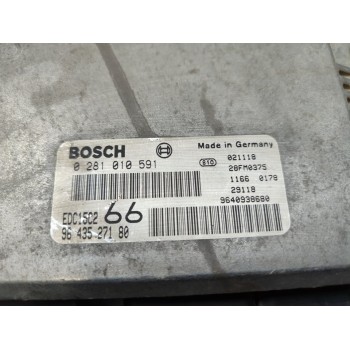 BOSCH
0 281 010 591
EDC15C2 66
96 435 271 80
Made in Germany
E10 021118
28FM0375
1166 0179
29118
9640938680